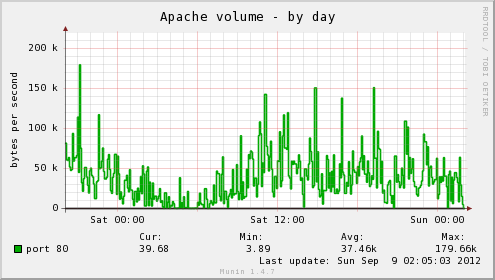 Apache volume - by day
RRDTOOL / TOBI OETIKER
bytes per second
200 k
150 k
100 k
50 k
0
Sat 00:00 Sat 12:00 Sun 00:00
Cur: Min: Avg: Max:
port 80 39.68 3.89 37.46k 179.66k
Last update: Sun Sep 9 02:05:03 2012
Munin 1.4.7